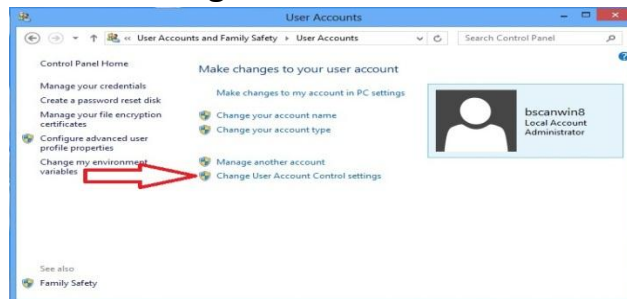 User Accounts
« User Accounts and Family Safety ▸ User Accounts
Search Control Panel
Control Panel Home
Manage your credentials
Create a password reset disk
Manage your file encryption
certificates
Configure advanced user
profile properties
Change my environment
variables
See also
Family Safety
Make changes to your user account
Make changes to my account in PC settings
Change your account name
Change your account type
Manage another account
Change User Account Control settings
bscanwin8
Local Account
Administrator